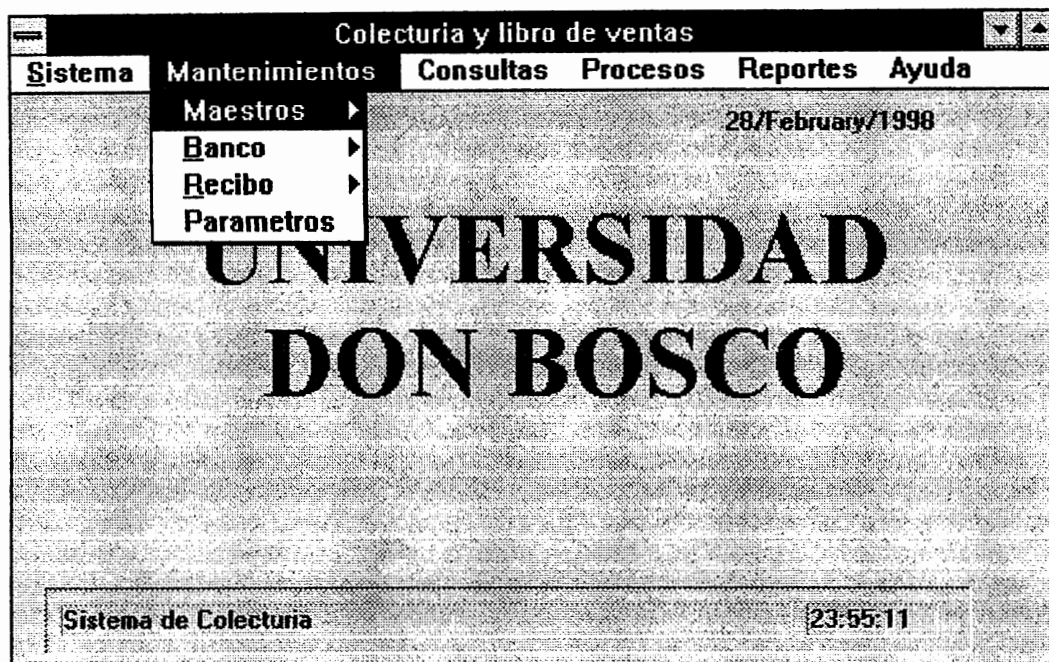 Colecturia y libro de ventas
Sistema Mantenimientos Consultas Procesos Reportes Ayuda
Maestros
Banco
Recibo
Parametros
28/February/1998
UNIVERSIDAD
DON BOSCO
Sistema de Colecturia 23:55:11